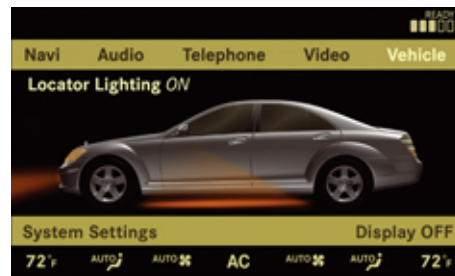 READY
Navi Audio Telephone Video Vehicle
Locator Lighting ON
System Settings Display OFF
72°F AUTO AUTO AC AUTO AUTO 72°F